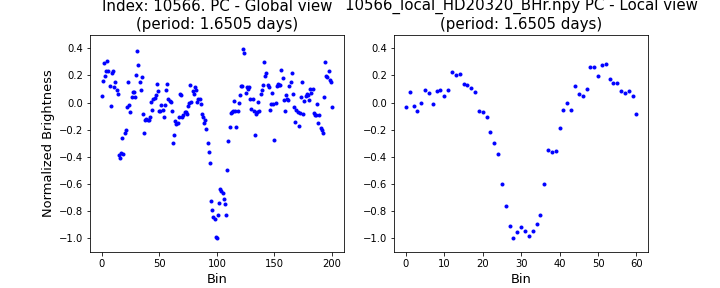 Index: 10566. PC - Global view
(period: 1.6505 days)
10566_local_HD20320_BHr.npy PC - Local view
(period: 1.6505 days)
Normalized Brightness
0.4
0.2
0.0
−0.2
−0.4
−0.6
−0.8
−1.0
0 50 100 150 200
Bin
0.4
0.2
0.0
−0.2
−0.4
−0.6
−0.8
−1.0
0 10 20 30 40 50 60
Bin